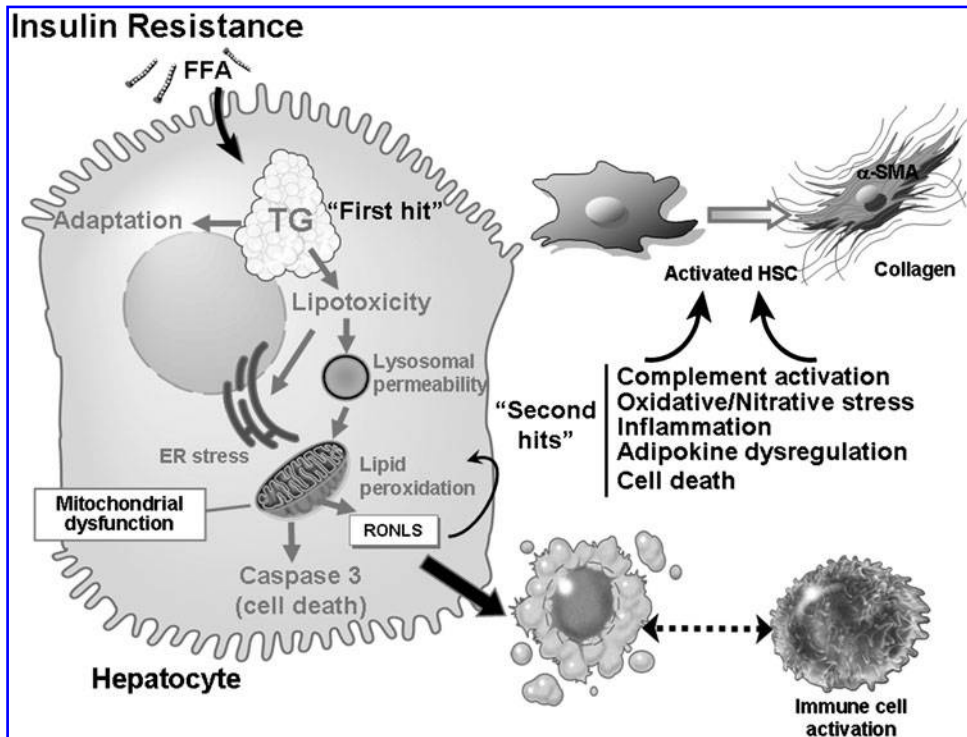 Insulin Resistance
FFA
TG
"First hit"
Adaptation
Lipotoxicity
Lysosomal
permeability
ER stress
Lipid
peroxidation
Mitochondrial
dysfunction
RONLS
Caspase 3
(cell death)
Hepatocyte
α-SMA
Activated HSC
Collagen
"Second
hits"
Complement activation
Oxidative/Nitrative stress
Inflammation
Adipokine dysregulation
Cell death
Immune cell
activation